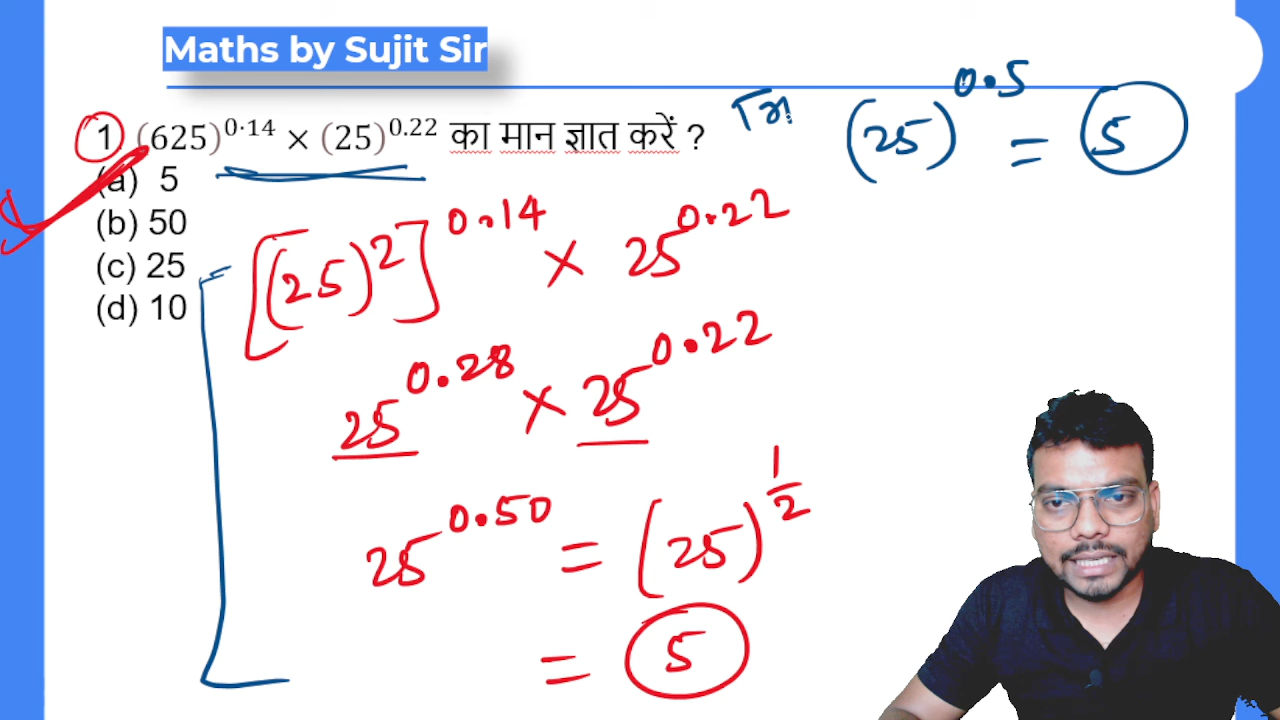 Maths by Sujit Sir
1 (625)^0·14 × (25)^0.22 का मान ज्ञात करें ?
(a) 5
(b) 50
(c) 25
(d) 10
Tri (25)^0.5 = 5
[(25)^2]^0.14 × 25^0.22
25^0.28 × 25^0.22
25^0.50 = (25)^1/2
= 5